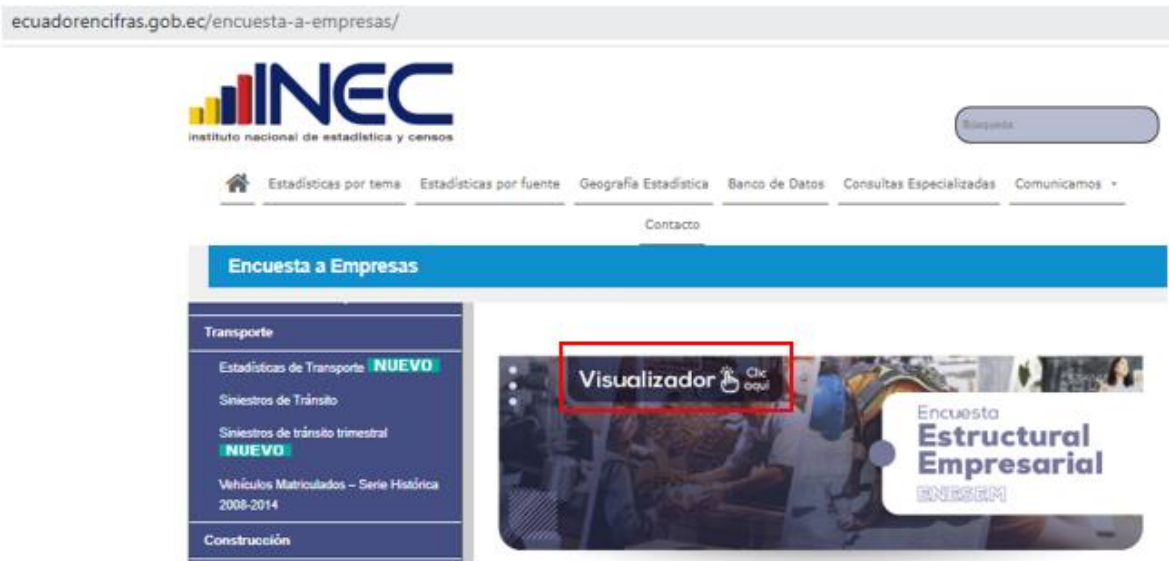 ecuadorencifras.gob.ec/encuesta-a-empresas/
INEC
instituto nacional de estadística y censos
Búsqueda
Estadísticas por tema Estadísticas por fuente Geografía Estadística Banco de Datos Consultas Especializadas Comunicamos
Contacto
Encuesta a Empresas
Transporte
Estadísticas de Transporte NUEVO
Siniestros de Tránsito
Siniestros de tránsito trimestral
NUEVO
Vehículos Matriculados – Serie Histórica
2008-2014
Construcción
Visualizador Clic
aquí
Encuesta
Estructural
Empresarial
ENESEM